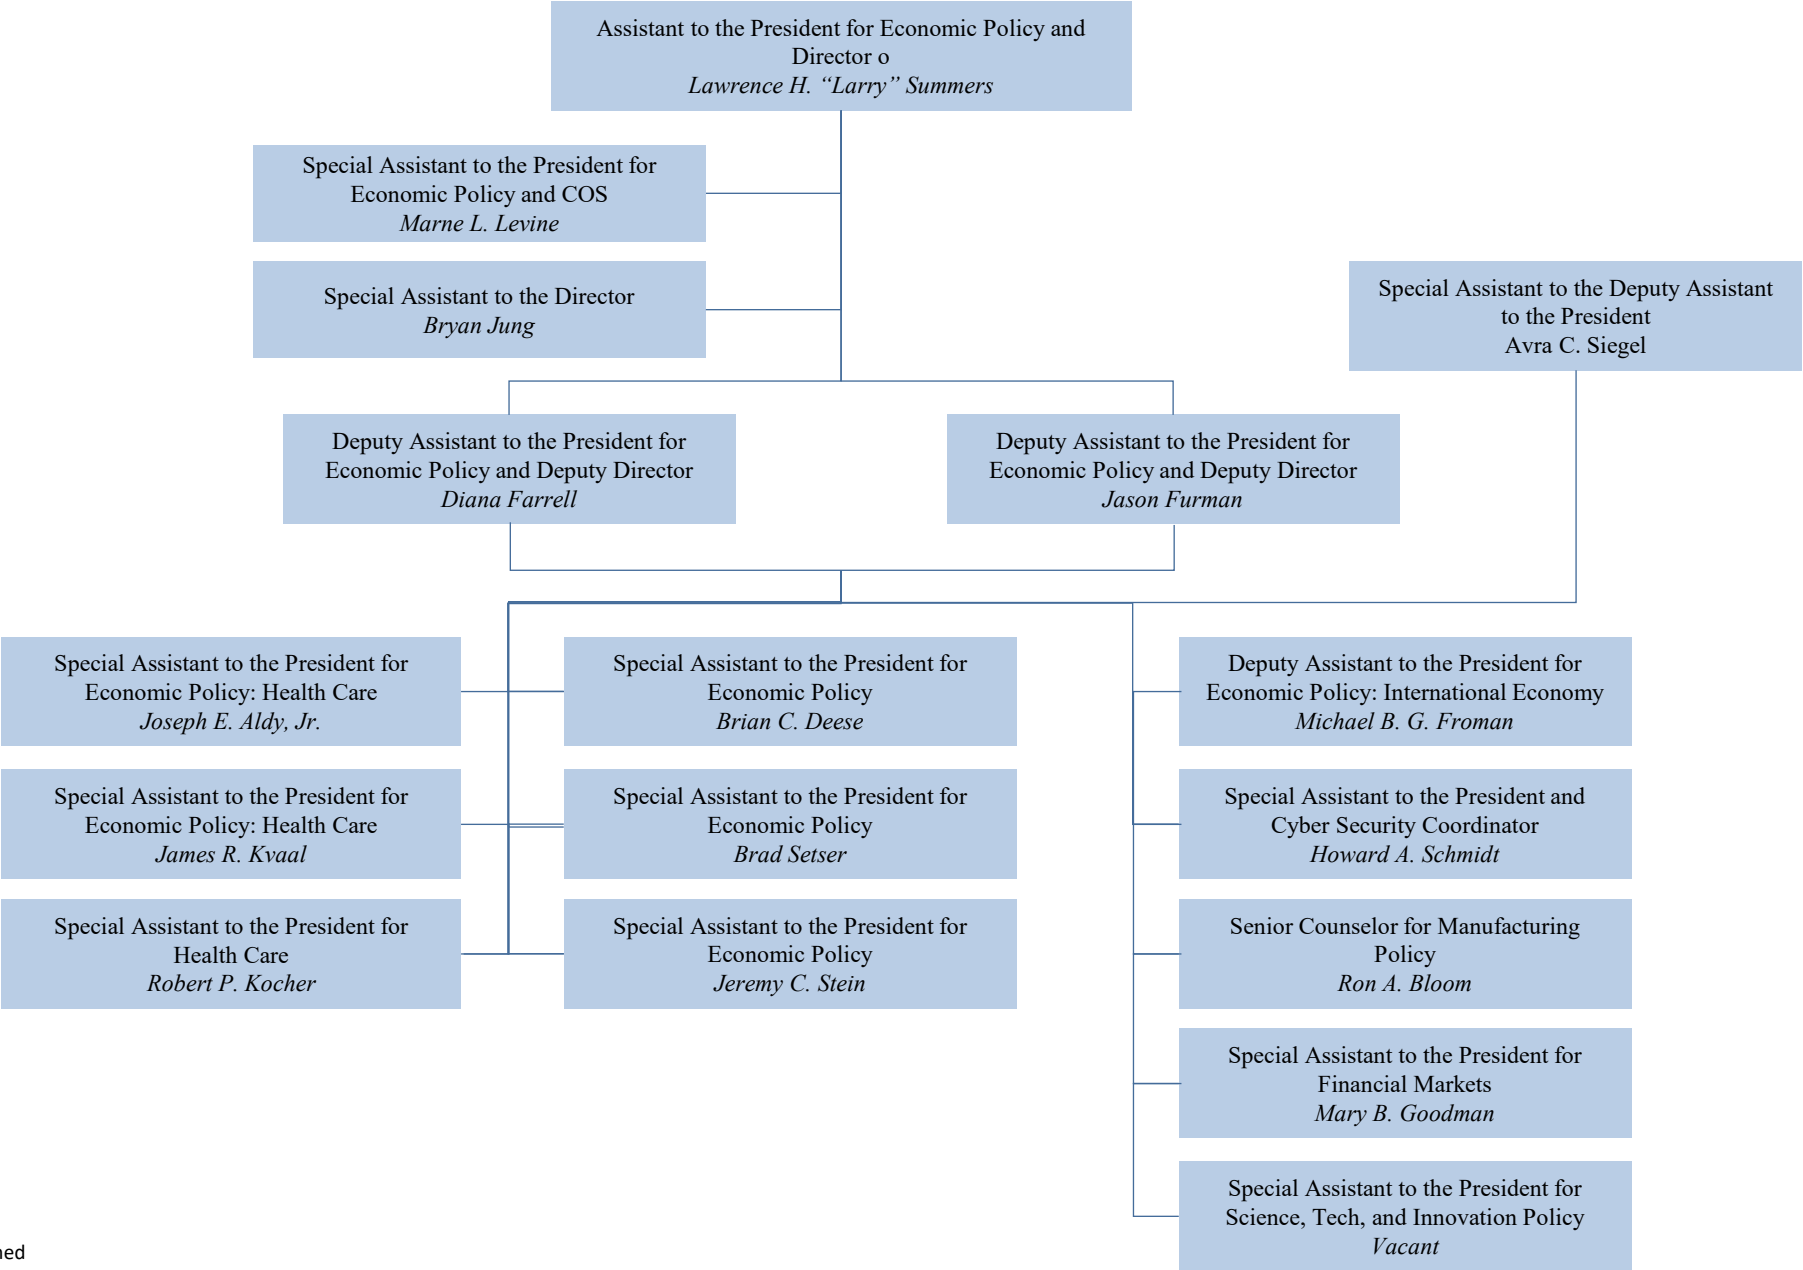 Assistant to the President for Economic Policy and
Director o
Lawrence H. “Larry” Summers
Special Assistant to the President for
Economic Policy and COS
Marne L. Levine
Special Assistant to the Director
Bryan Jung
Special Assistant to the Deputy Assistant
to the President
Avra C. Siegel
Deputy Assistant to the President for
Economic Policy and Deputy Director
Diana Farrell
Deputy Assistant to the President for
Economic Policy and Deputy Director
Jason Furman
Special Assistant to the President for
Economic Policy: Health Care
Joseph E. Aldy, Jr.
Special Assistant to the President for
Economic Policy
Brian C. Deese
Deputy Assistant to the President for
Economic Policy: International Economy
Michael B. G. Froman
Special Assistant to the President for
Economic Policy: Health Care
James R. Kvaal
Special Assistant to the President for
Economic Policy
Brad Setser
Special Assistant to the President and
Cyber Security Coordinator
Howard A. Schmidt
Special Assistant to the President for
Health Care
Robert P. Kocher
Special Assistant to the President for
Economic Policy
Jeremy C. Stein
Senior Counselor for Manufacturing
Policy
Ron A. Bloom
Special Assistant to the President for
Financial Markets
Mary B. Goodman
Special Assistant to the President for
Science, Tech, and Innovation Policy
Vacant